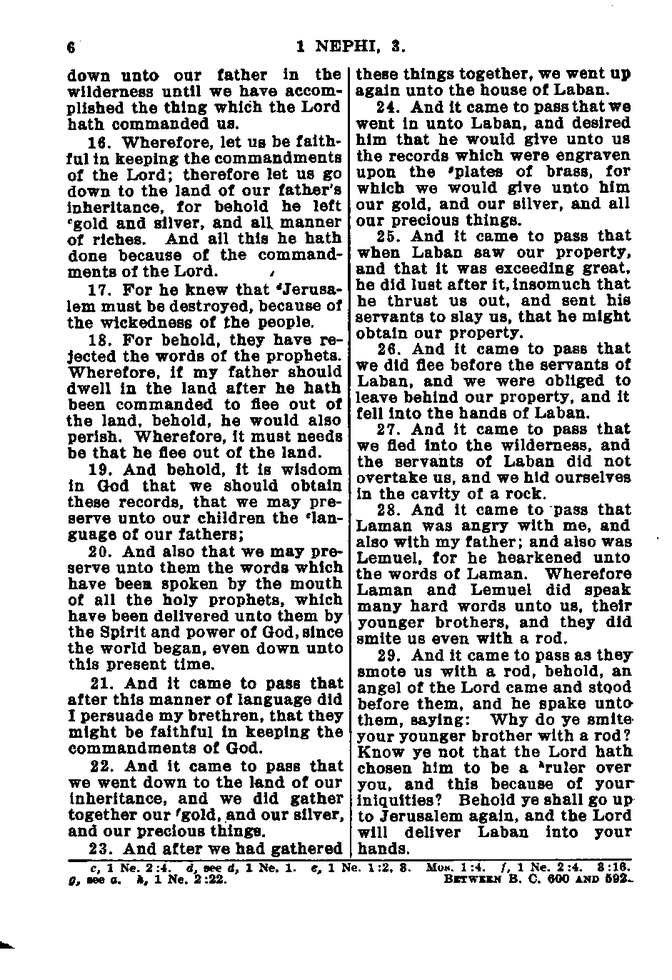 6
1 NEPHI, 3.
down unto our father in the
wilderness until we have accom-
plished the thing which the Lord
hath commanded us.
16. Wherefore, let us be faith-
ful in keeping the commandments
of the Lord; therefore let us go
down to the land of our father's
inheritance, for behold he left
ᶜgold and silver, and all manner
of riches. And all this he hath
done because of the command-
ments of the Lord.
17. For he knew that ᵈJerusa-
lem must be destroyed, because of
the wickedness of the people.
18. For behold, they have re-
jected the words of the prophets.
Wherefore, if my father should
dwell in the land after he hath
been commanded to flee out of
the land, behold, he would also
perish. Wherefore, it must needs
be that he flee out of the land.
19. And behold, it is wisdom
in God that we should obtain
these records, that we may pre-
serve unto our children the ᵉlan-
guage of our fathers;
20. And also that we may pre-
serve unto them the words which
have been spoken by the mouth
of all the holy prophets, which
have been delivered unto them by
the Spirit and power of God, since
the world began, even down unto
this present time.
21. And it came to pass that
after this manner of language did
I persuade my brethren, that they
might be faithful in keeping the
commandments of God.
22. And it came to pass that
we went down to the land of our
inheritance, and we did gather
together our ᶠgold, and our silver,
and our precious things.
23. And after we had gathered
these things together, we went up
again unto the house of Laban.
24. And it came to pass that we
went in unto Laban, and desired
him that he would give unto us
the records which were engraven
upon the ᵍplates of brass, for
which we would give unto him
our gold, and our silver, and all
our precious things.
25. And it came to pass that
when Laban saw our property,
and that it was exceeding great,
he did lust after it, insomuch that
he thrust us out, and sent his
servants to slay us, that he might
obtain our property.
26. And it came to pass that
we did flee before the servants of
Laban, and we were obliged to
leave behind our property, and it
fell into the hands of Laban.
27. And it came to pass that
we fled into the wilderness, and
the servants of Laban did not
overtake us, and we hid ourselves
in the cavity of a rock.
28. And it came to pass that
Laman was angry with me, and
also with my father; and also was
Lemuel, for he hearkened unto
the words of Laman. Wherefore
Laman and Lemuel did speak
many hard words unto us, their
younger brothers, and they did
smite us even with a rod.
29. And it came to pass as they
smote us with a rod, behold, an
angel of the Lord came and stood
before them, and he spake unto
them, saying: Why do ye smite
your younger brother with a rod?
Know ye not that the Lord hath
chosen him to be a ʰruler over
you, and this because of your
iniquities? Behold ye shall go up
to Jerusalem again, and the Lord
will deliver Laban into your
hands.
c, 1 Ne. 2:4. d, see d, 1 Ne. 1. e, 1 Ne. 1:2, 3. Mos. 1:4. f, 1 Ne. 2:4. 3:16.
g, see a. h, 1 Ne. 2:22. BETWEEN B. C. 600 AND 592.